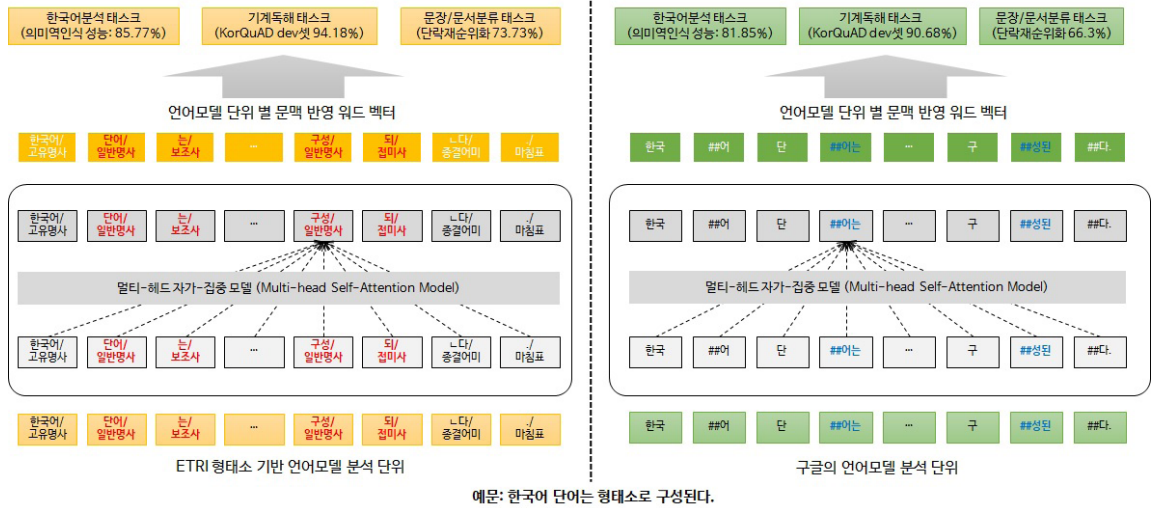 한국어분석 태스크
(의미역인식 성능: 85.77%)
기계독해 태스크
(KorQuAD dev셋 94.18%)
문장/문서분류 태스크
(단락재순위화 73.73%)
언어모델 단위 별 문맥 반영 워드 벡터
한국어/
고유명사
단어/
일반명사
는/
보조사
...
구성/
일반명사
되/
접미사
ㄴ다/
종결어미
./
마침표
한국어/
고유명사
단어/
일반명사
는/
보조사
...
구성/
일반명사
되/
접미사
ㄴ다/
종결어미
./
마침표
멀티-헤드 자가-집중 모델 (Multi-head Self-Attention Model)
한국어/
고유명사
단어/
일반명사
는/
보조사
...
구성/
일반명사
되/
접미사
ㄴ다/
종결어미
./
마침표
한국어/
고유명사
단어/
일반명사
는/
보조사
...
구성/
일반명사
되/
접미사
ㄴ다/
종결어미
./
마침표
ETRI 형태소 기반 언어모델 분석 단위
한국어분석 태스크
(의미역인식 성능: 81.85%)
기계독해 태스크
(KorQuAD dev셋 90.68%)
문장/문서분류 태스크
(단락재순위화 66.3%)
언어모델 단위 별 문맥 반영 워드 벡터
한국
##어
단
##어는
...
구
##성된
##다.
한국
##어
단
##어는
...
구
##성된
##다.
멀티-헤드 자가-집중 모델 (Multi-head Self-Attention Model)
한국
##어
단
##어는
...
구
##성된
##다.
한국
##어
단
##어는
...
구
##성된
##다.
구글의 언어모델 분석 단위
예문: 한국어 단어는 형태소로 구성된다.